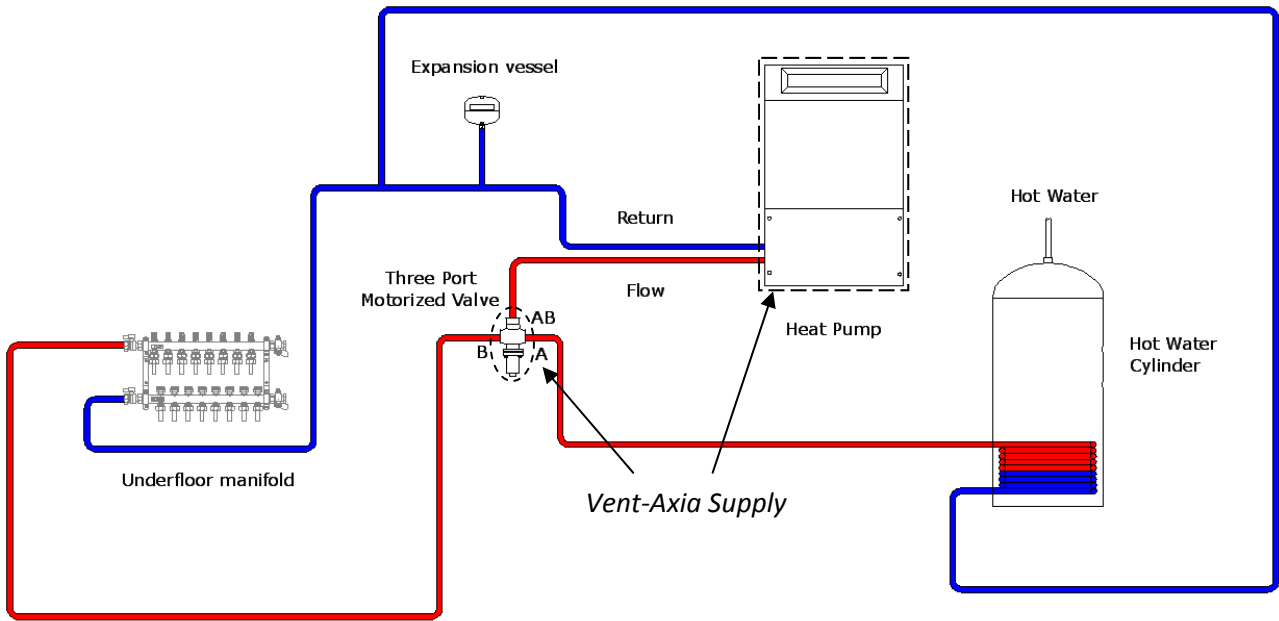 Expansion vessel
Hot Water
Return
Three Port
Motorized Valve
Flow
AB
Heat Pump
B
A
Hot Water
Cylinder
Underfloor manifold
Vent-Axia Supply